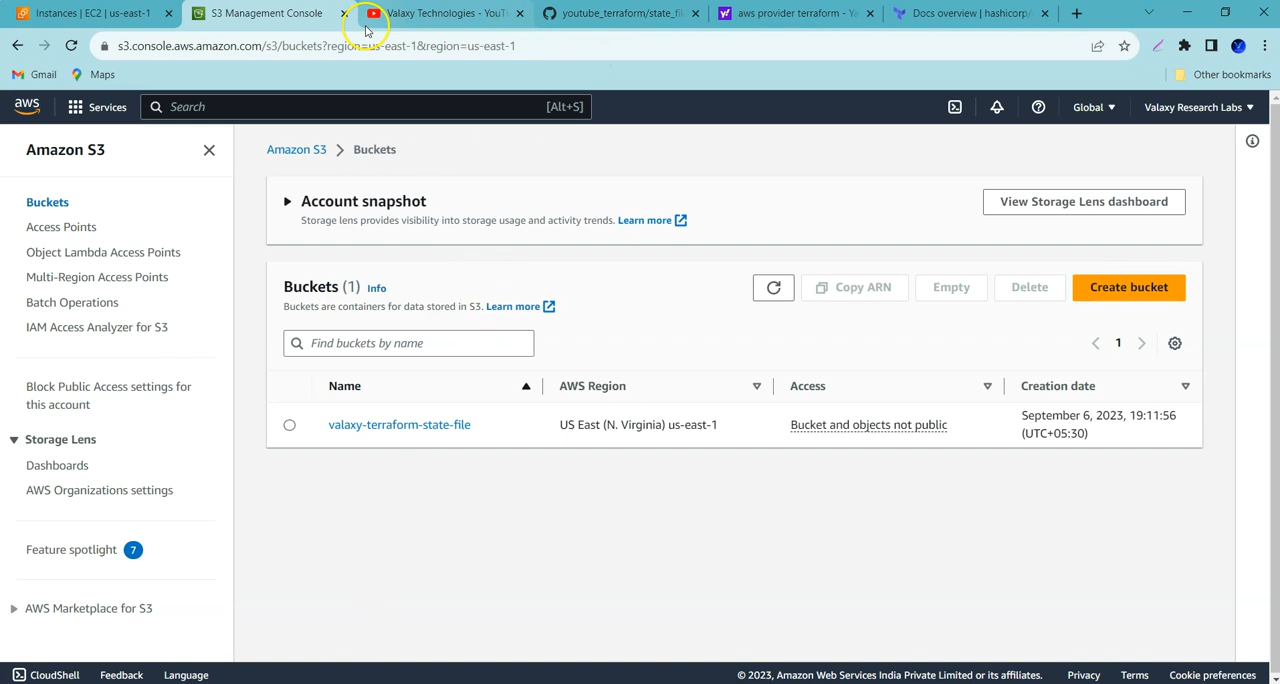 Instances | EC2 | us-east-1
S3 Management Console
Valaxy Technologies - YouT
youtube_terraform/state_fil
aws provider terraform - Ya
Docs overview | hashicorp/
s3.console.aws.amazon.com/s3/buckets?region=us-east-1&region=us-east-1
Gmail
Maps
Other bookmarks
aws
Services
Search
[Alt+S]
Global
Valaxy Research Labs
Amazon S3
Buckets
Access Points
Object Lambda Access Points
Multi-Region Access Points
Batch Operations
IAM Access Analyzer for S3
Block Public Access settings for
this account
Storage Lens
Dashboards
AWS Organizations settings
Feature spotlight 7
AWS Marketplace for S3
Amazon S3 > Buckets
Account snapshot
Storage lens provides visibility into storage usage and activity trends. Learn more
View Storage Lens dashboard
Buckets (1) Info
Buckets are containers for data stored in S3. Learn more
Copy ARN
Empty
Delete
Create bucket
Find buckets by name
1
Name
AWS Region
Access
Creation date
valaxy-terraform-state-file
US East (N. Virginia) us-east-1
Bucket and objects not public
September 6, 2023, 19:11:56
(UTC+05:30)
CloudShell
Feedback
Language
© 2023, Amazon Web Services India Private Limited or its affiliates.
Privacy
Terms
Cookie preferences